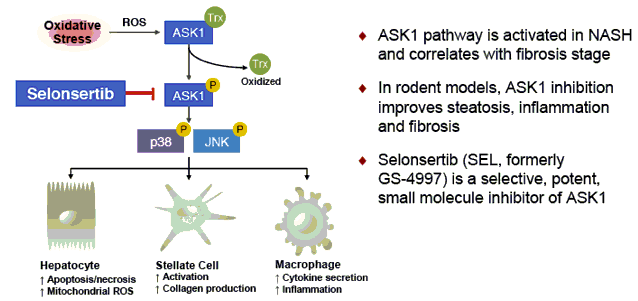 Oxidative
Stress
ROS
ASK1
Trx
Trx
Oxidized
Selonsertib
ASK1
P
p38
P
JNK
P
Hepatocyte
↑ Apoptosis/necrosis
↑ Mitochondrial ROS
Stellate Cell
↑ Activation
↑ Collagen production
Macrophage
↑ Cytokine secretion
↑ Inflammation
♦ ASK1 pathway is activated in NASH
and correlates with fibrosis stage
♦ In rodent models, ASK1 inhibition
improves steatosis, inflammation
and fibrosis
♦ Selonsertib (SEL, formerly
GS-4997) is a selective, potent,
small molecule inhibitor of ASK1